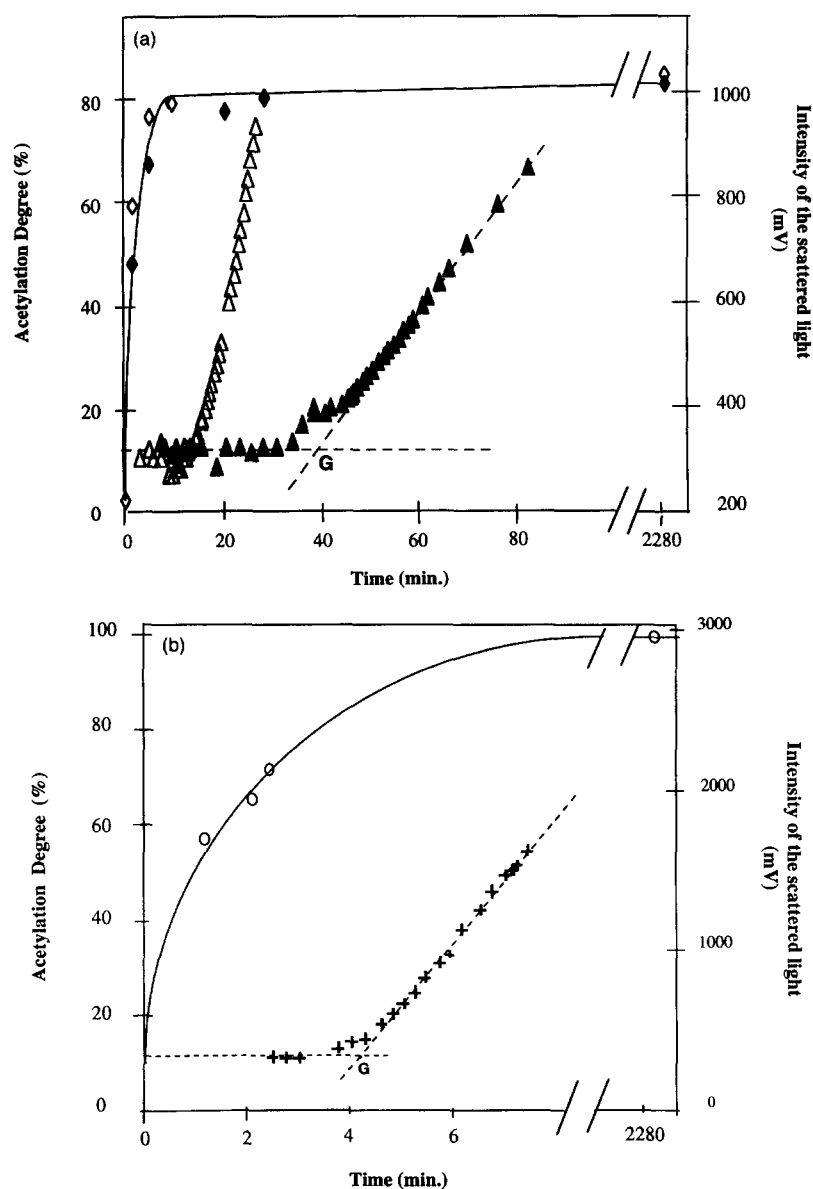 (a)
Acetylation Degree (%)
80
60
40
20
0
1000
800
600
400
200
Intensity of the scattered light
(mV)
G
0 20 40 60 80 2280
Time (min.)
(b)
Acetylation Degree (%)
100
80
60
40
20
0
3000
2000
1000
0
Intensity of the scattered light
(mV)
G
0 2 4 6 2280
Time (min.)